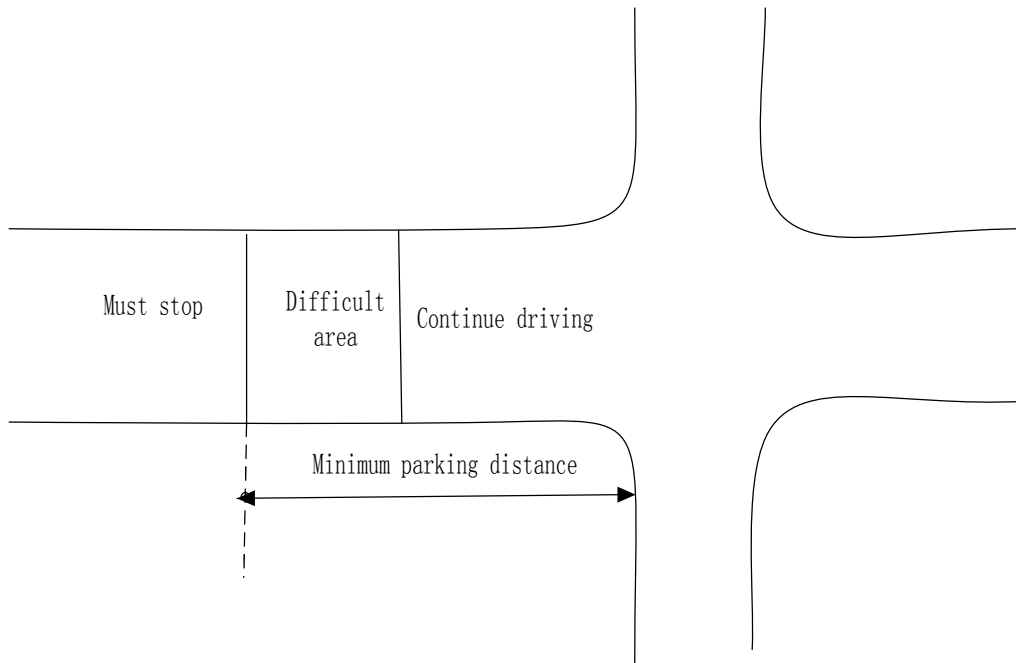 Must stop
Difficult
area
Continue driving
Minimum parking distance